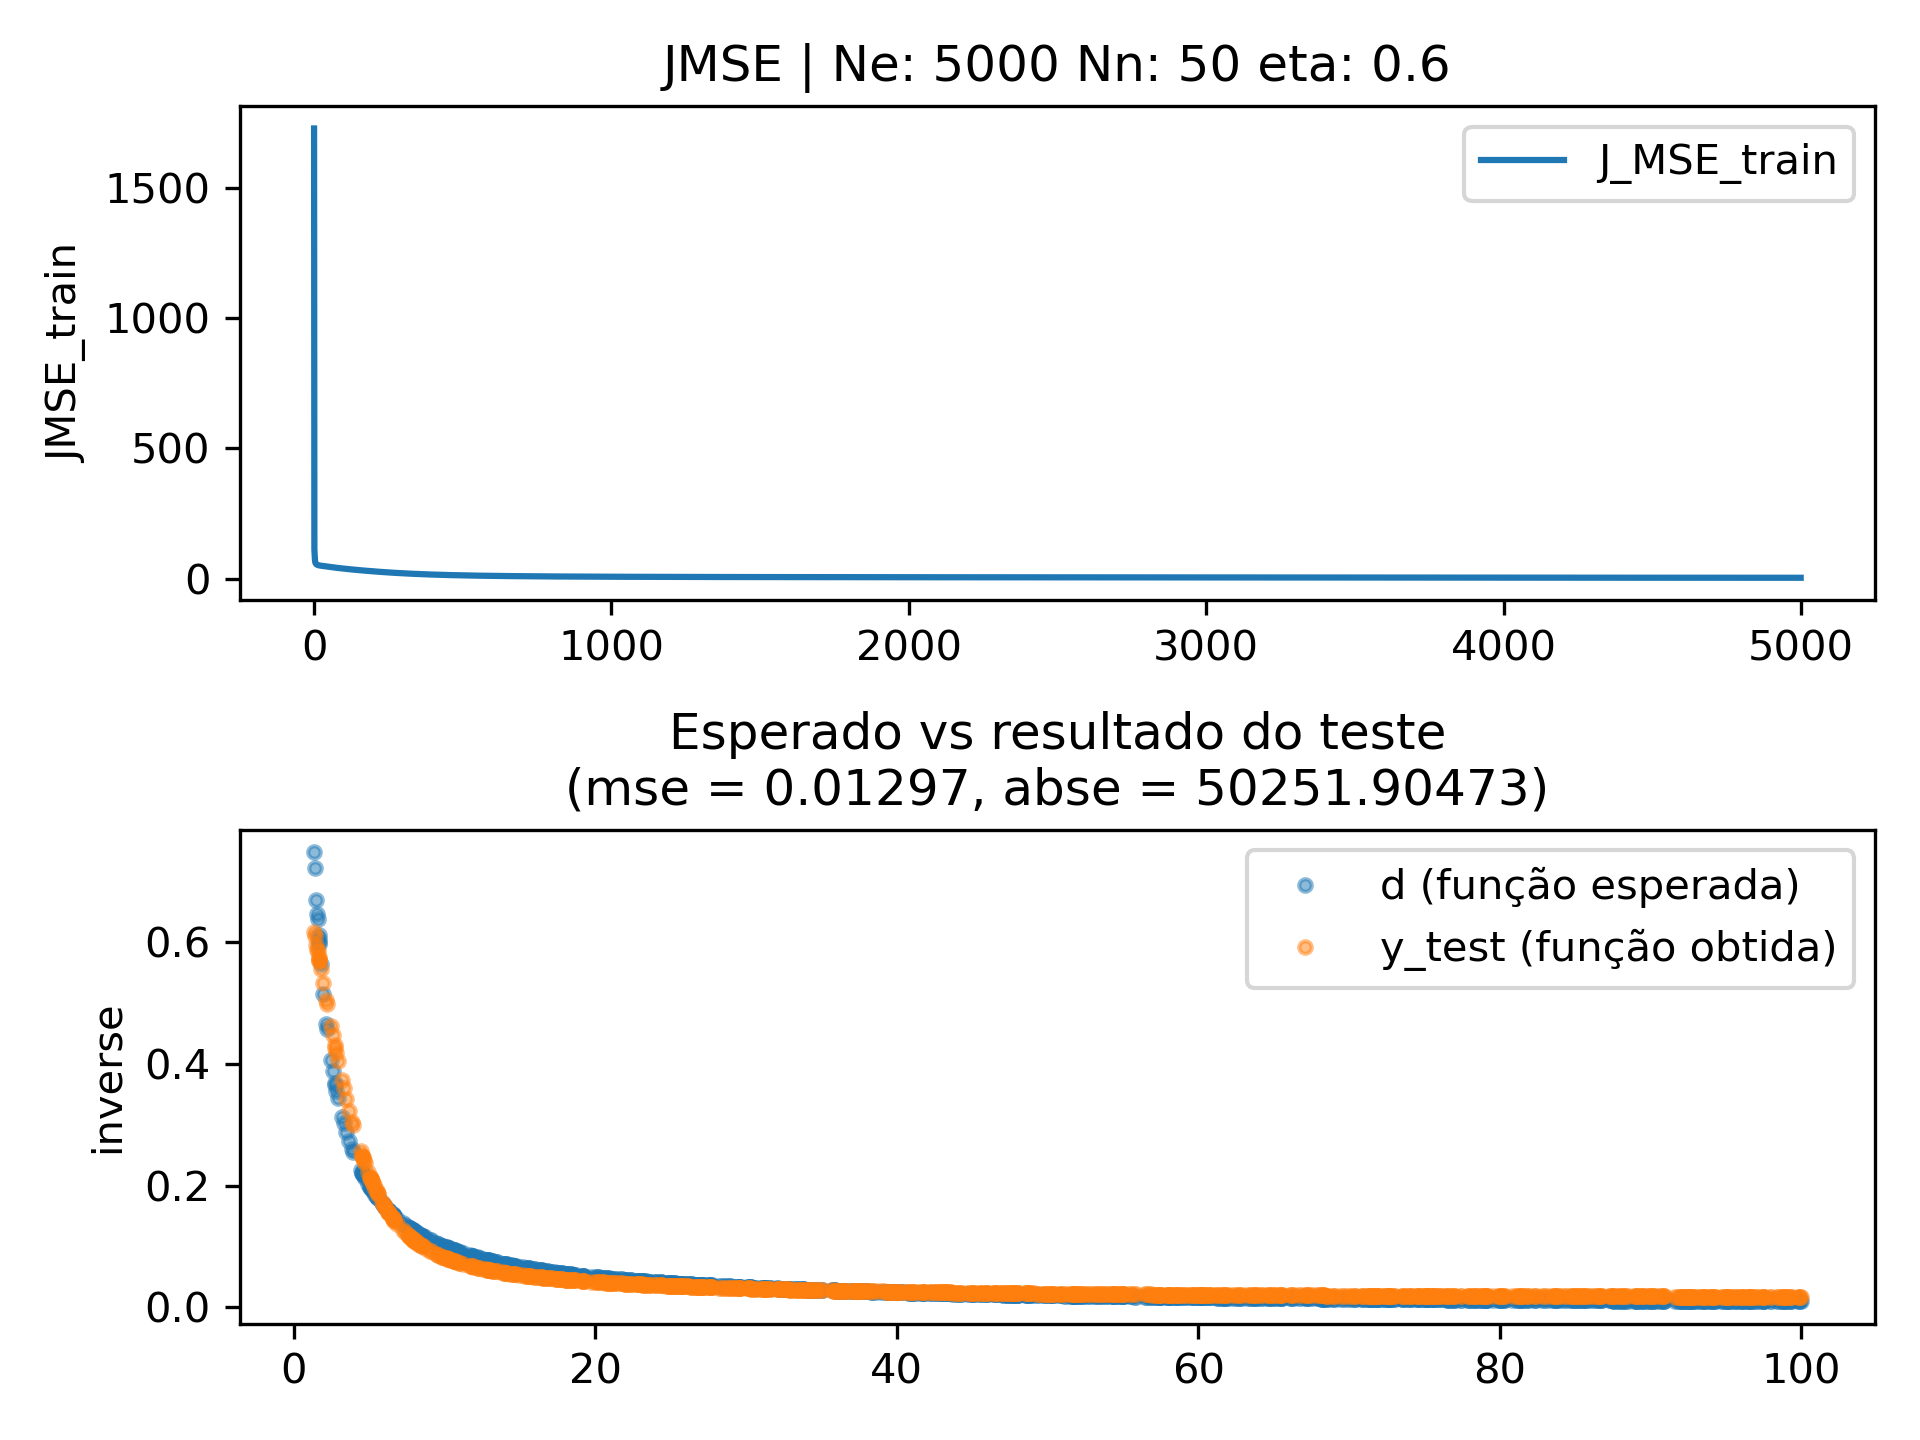 JMSE | Ne: 5000 Nn: 50 eta: 0.6
J_MSE_train
JMSE_train
1500
1000
500
0
0 1000 2000 3000 4000 5000
Esperado vs resultado do teste
(mse = 0.01297, abse = 50251.90473)
d (função esperada)
y_test (função obtida)
inverse
0.6
0.4
0.2
0.0
0 20 40 60 80 100